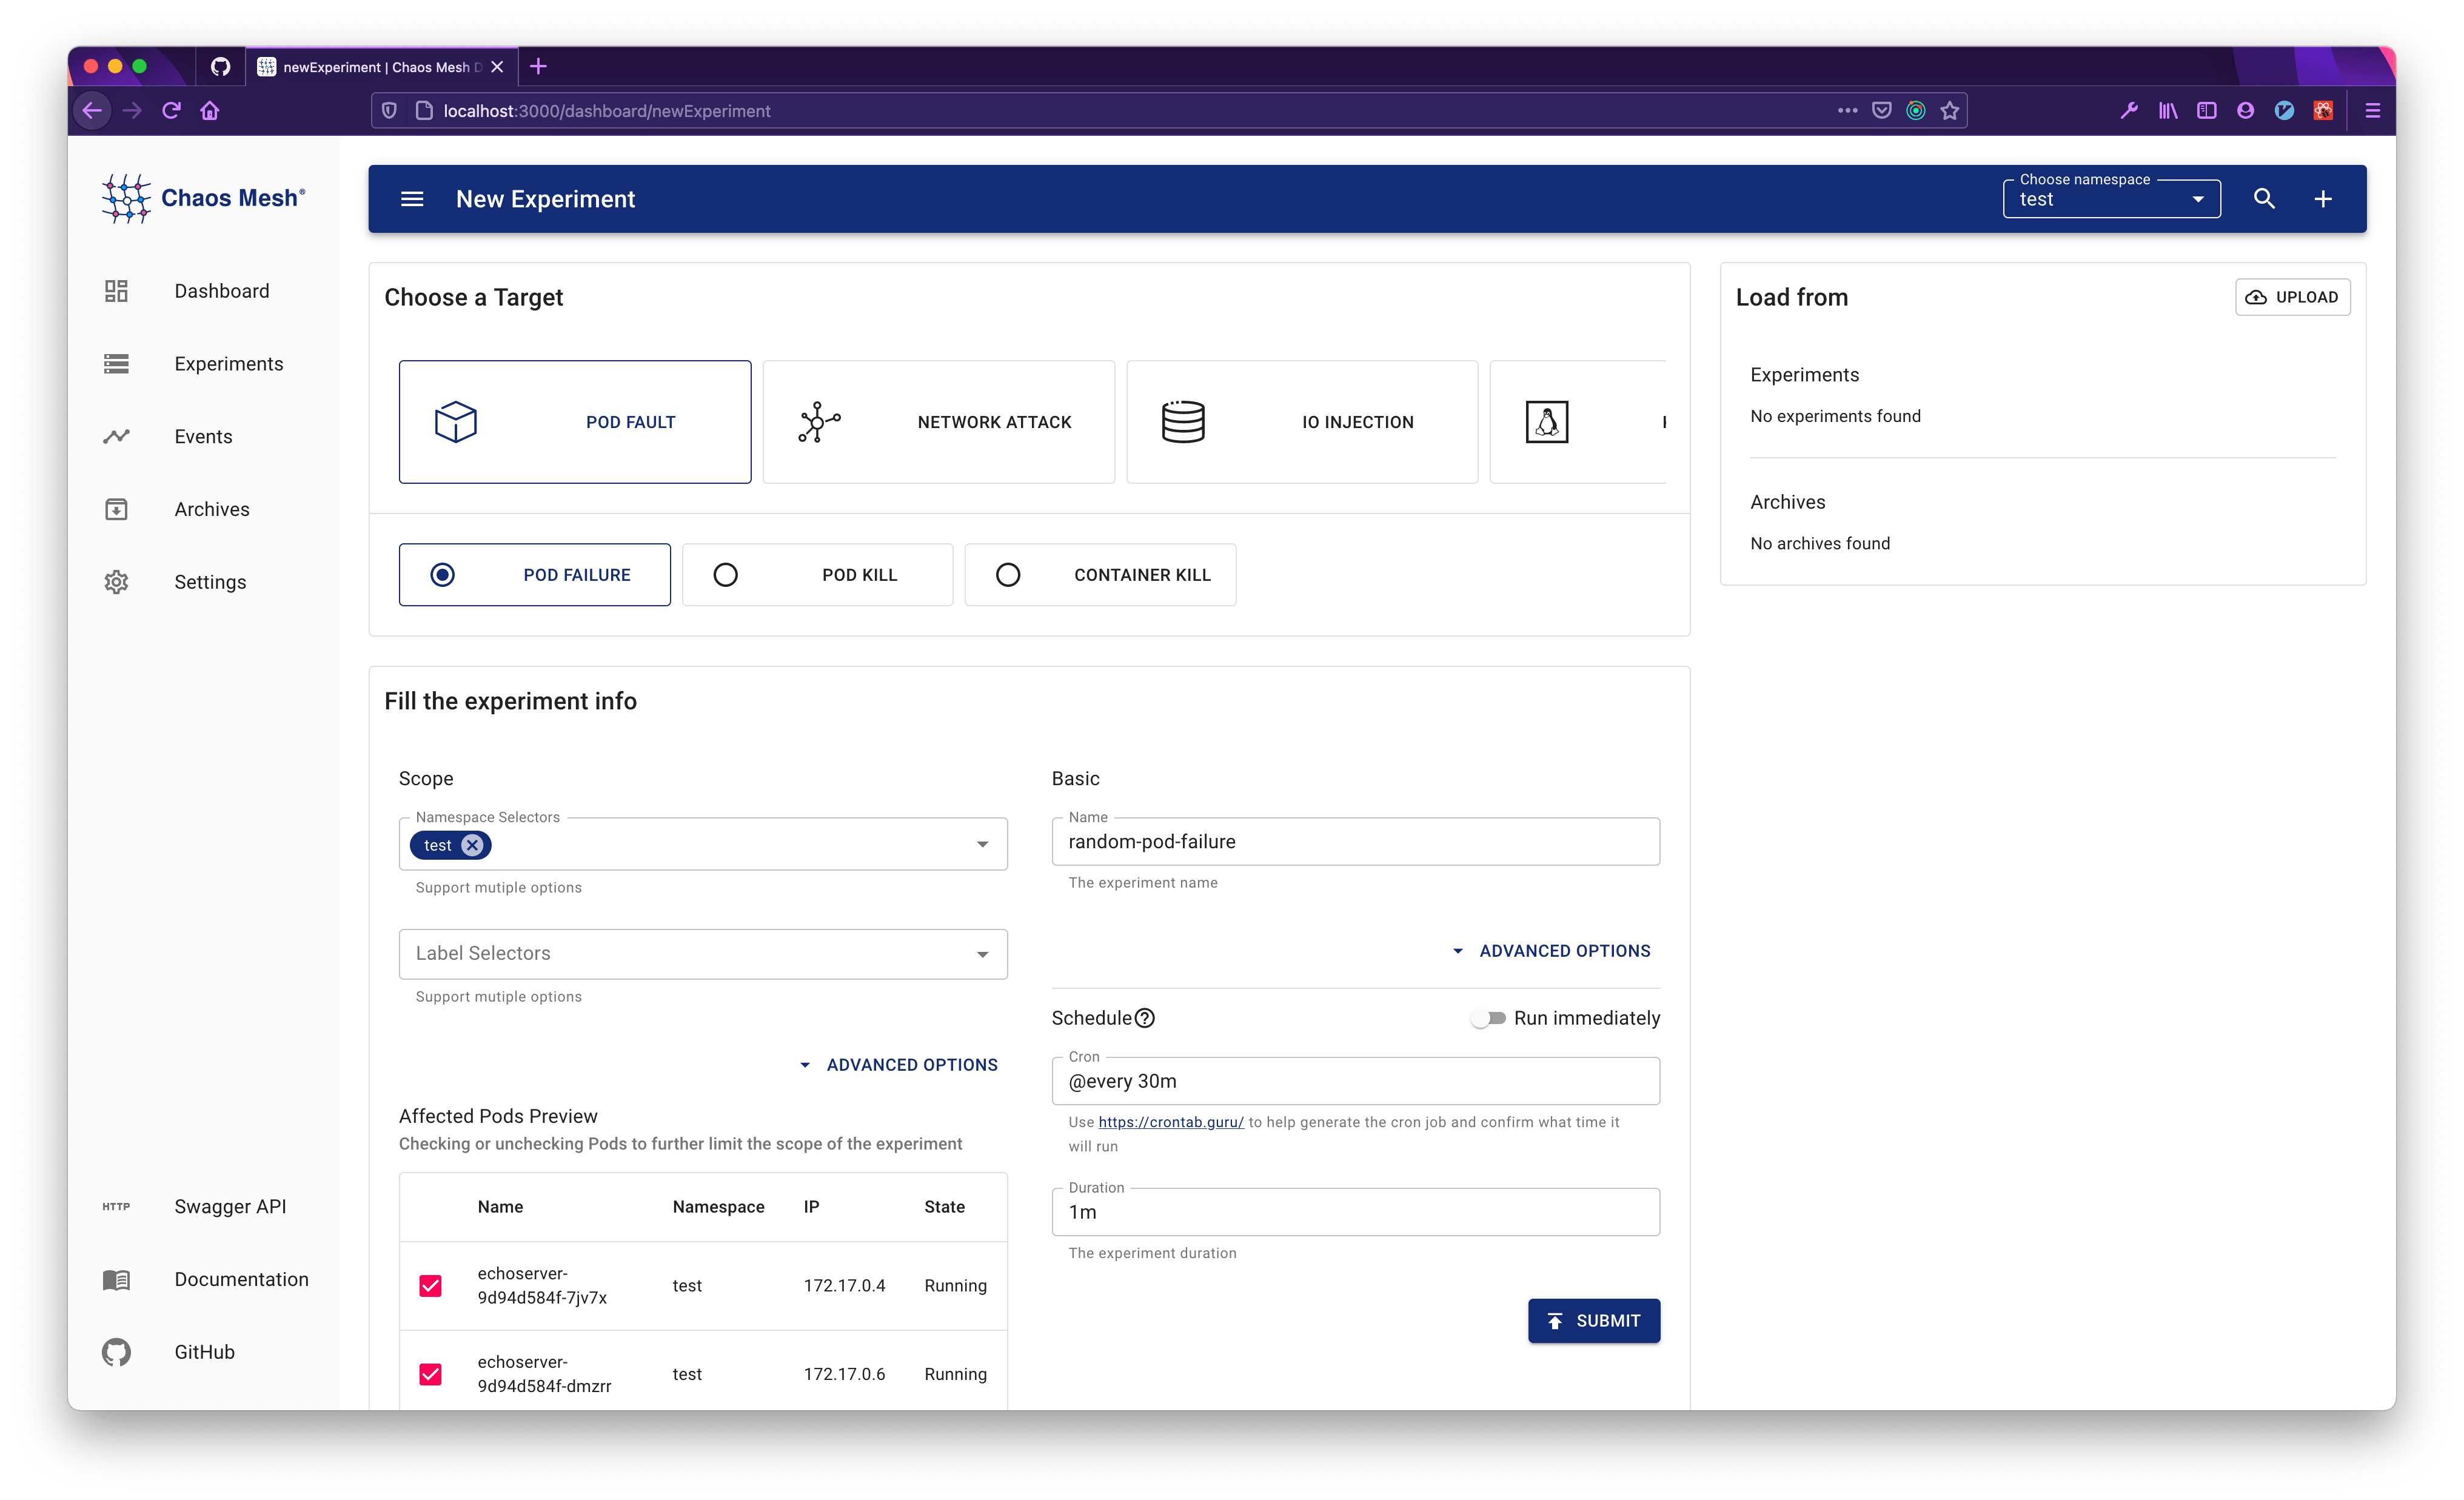 newExperiment | Chaos Mesh D
localhost:3000/dashboard/newExperiment
Chaos Mesh®
Dashboard
Experiments
Events
Archives
Settings
HTTP Swagger API
Documentation
GitHub
New Experiment
Choose namespace
test
Choose a Target
POD FAULT
NETWORK ATTACK
IO INJECTION
POD FAILURE
POD KILL
CONTAINER KILL
Load from
UPLOAD
Experiments
No experiments found
Archives
No archives found
Fill the experiment info
Scope
Namespace Selectors
test
Support mutiple options
Label Selectors
Support mutiple options
ADVANCED OPTIONS
Affected Pods Preview
Checking or unchecking Pods to further limit the scope of the experiment
Name Namespace IP State
echoserver-
9d94d584f-7jv7x test 172.17.0.4 Running
echoserver-
9d94d584f-dmzrr test 172.17.0.6 Running
Basic
Name
random-pod-failure
The experiment name
ADVANCED OPTIONS
Schedule
Run immediately
Cron
@every 30m
Use https://crontab.guru/ to help generate the cron job and confirm what time it
will run
Duration
1m
The experiment duration
SUBMIT